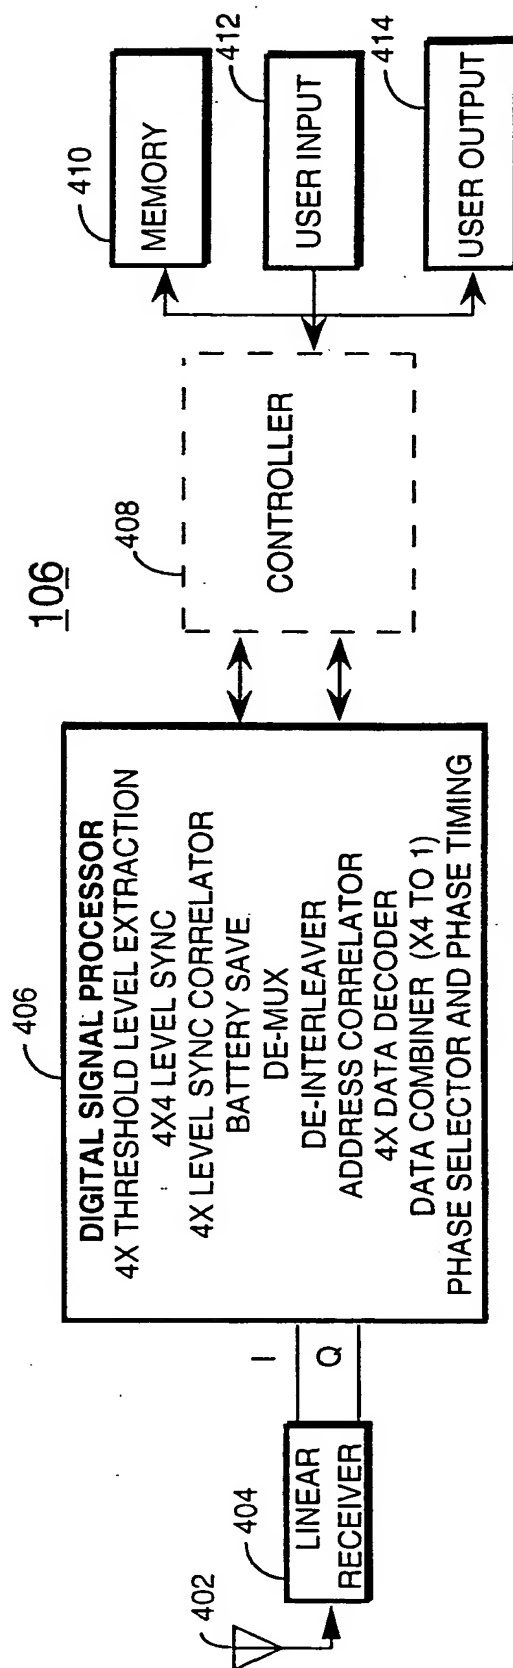 106
402
404
LINEAR
RECEIVER
I
Q
406
DIGITAL SIGNAL PROCESSOR
4X THRESHOLD LEVEL EXTRACTION
4X4 LEVEL SYNC
4X LEVEL SYNC CORRELATOR
BATTERY SAVE
DE-MUX
DE-INTERLEAVER
ADDRESS CORRELATOR
4X DATA DECODER
DATA COMBINER (X4 TO 1)
PHASE SELECTOR AND PHASE TIMING
408
CONTROLLER
410
MEMORY
412
USER INPUT
414
USER OUTPUT